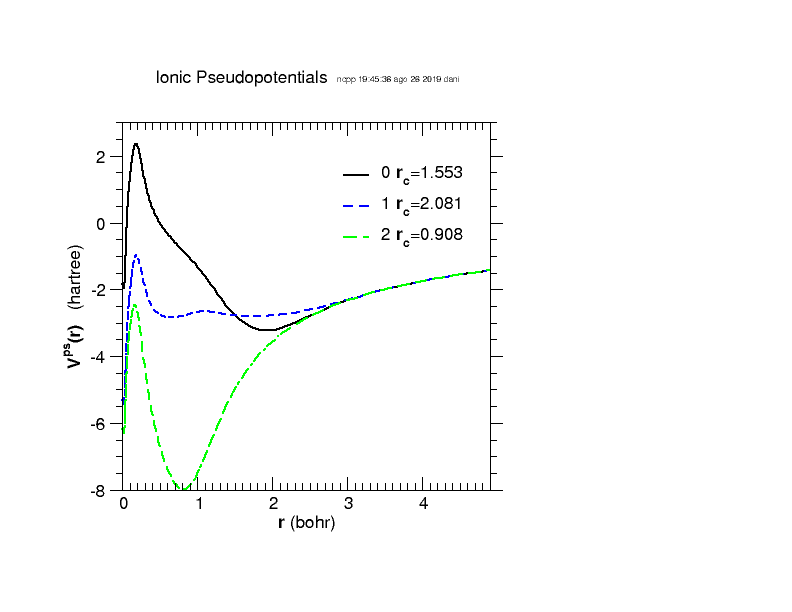 Ionic Pseudopotentials ncpp 19:45:36 ago 26 2019 dani
0 rc=1.553
1 rc=2.081
2 rc=0.908
2
0
-2
-4
-6
-8
Vps(r) (hartree)
0 1 2 3 4
r (bohr)